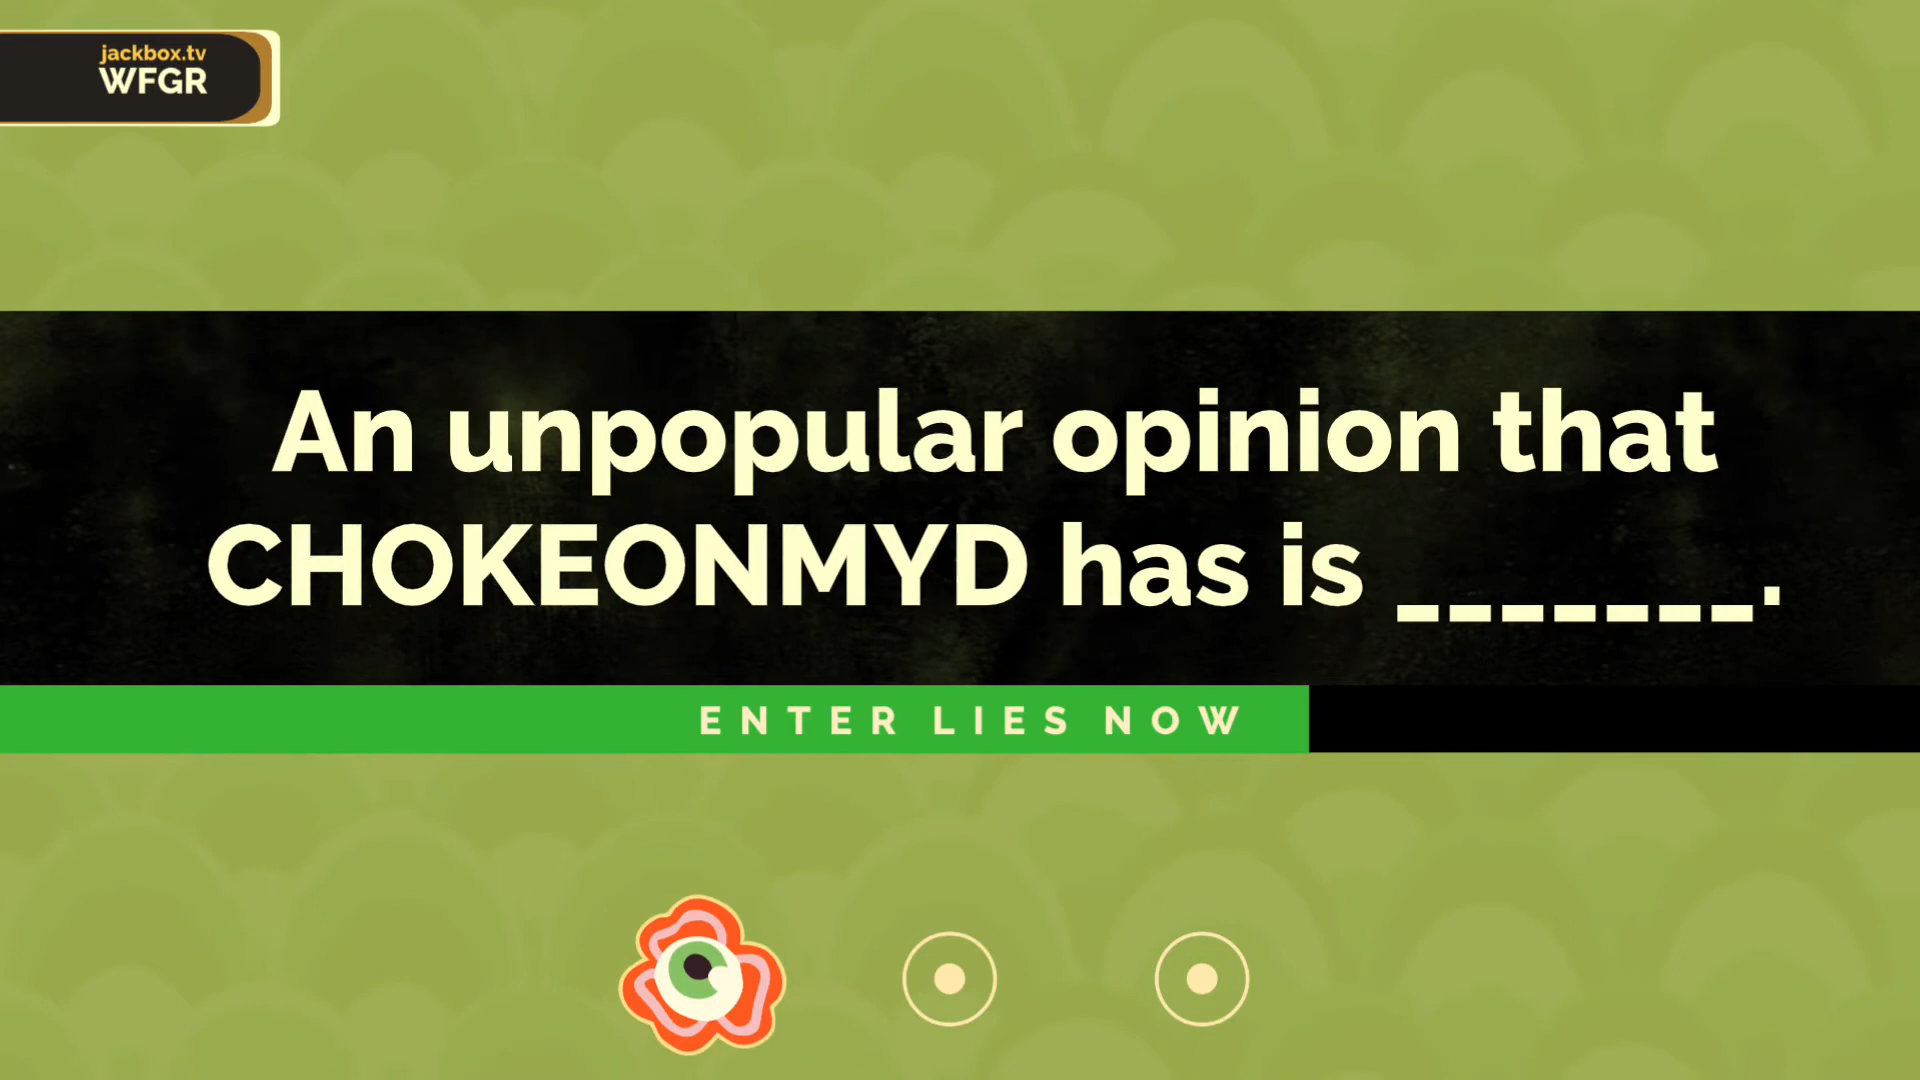 jackbox.tv
WFGR
An unpopular opinion that
CHOKEONMYD has is _______.
ENTER LIES NOW